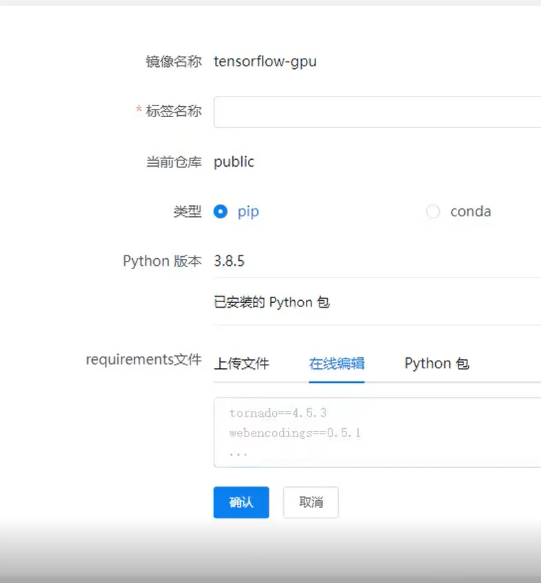 镜像名称 tensorflow-gpu
* 标签名称
当前仓库 public
类型 pip conda
Python 版本 3.8.5
已安装的 Python 包
requirements文件 上传文件 在线编辑 Python 包
tornado==4.5.3
webencodings==0.5.1
...
确认 取消